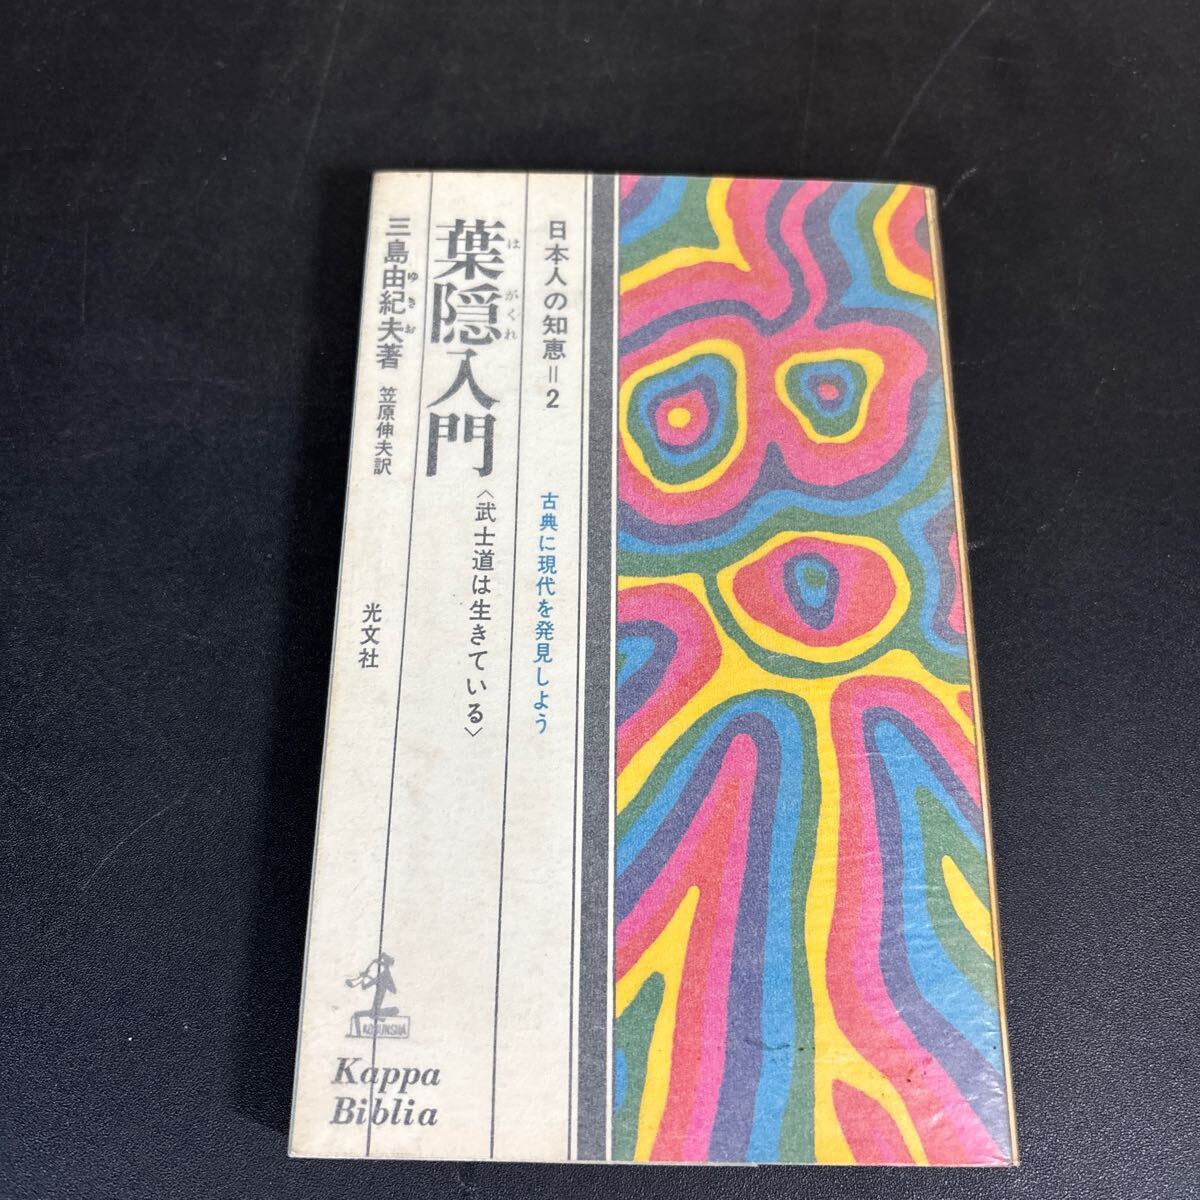 日本人の知恵=2
古典に現代を発見しよう
葉隠入門
はがくれ
〈武士道は生きている〉
三島由紀夫著
ゆきお
笠原伸夫訳
光文社
KOBUNSHA
Kappa
Biblia